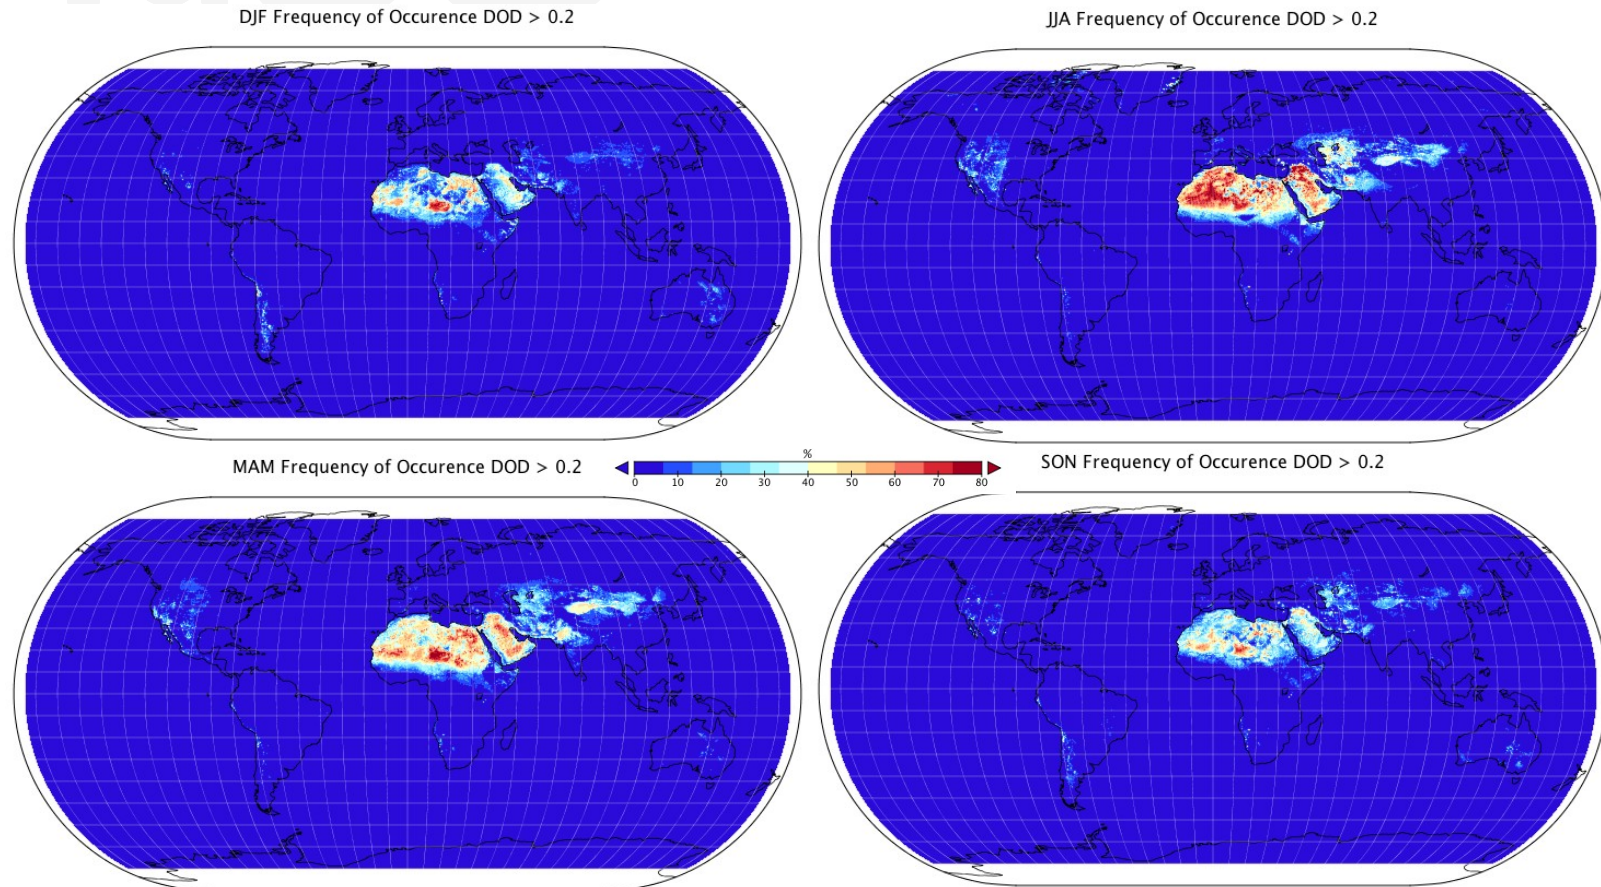 DJF Frequency of Occurence DOD > 0.2
JJA Frequency of Occurence DOD > 0.2
MAM Frequency of Occurence DOD > 0.2
%
0 10 20 30 40 50 60 70 80
SON Frequency of Occurence DOD > 0.2